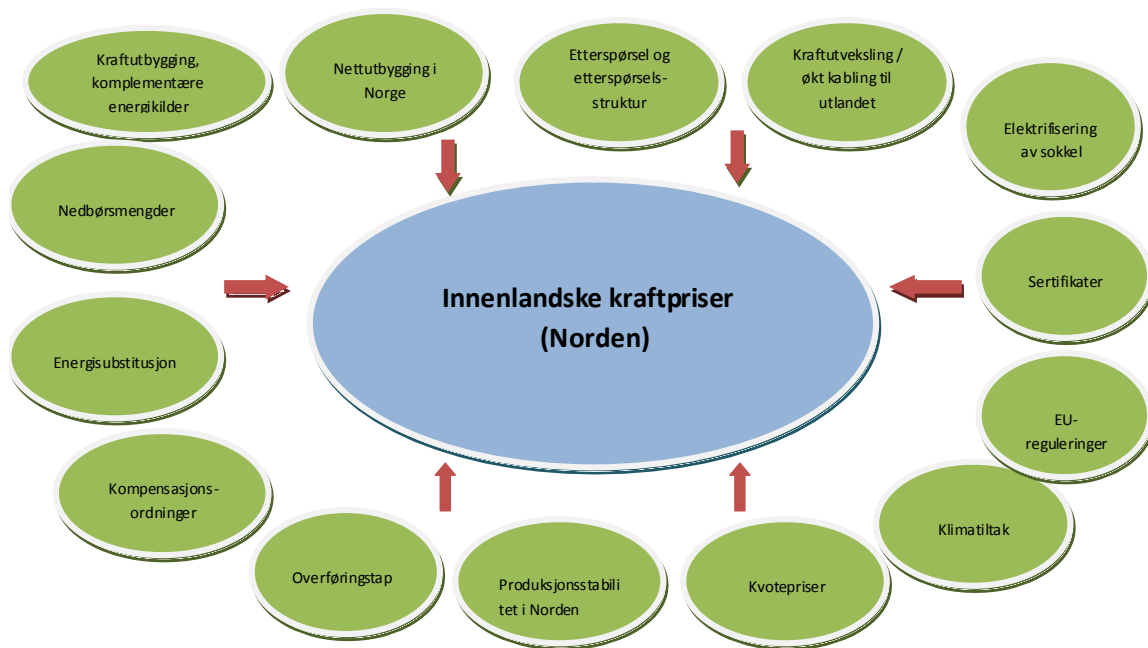 Kraftutbygging,
komplementære
energikilder
Nettutbygging i
Norge
Etterspørsel og
etterspørsels-
struktur
Kraftutveksling /
økt kabling til
utlandet
Elektrifisering
av sokkel
Nedbørsmengder
Sertifikater
Innenlandske kraftpriser
(Norden)
Energisubstitusjon
EU-
reguleringer
Kompensasjons-
ordninger
Klimatiltak
Overføringstap
Produksjonsstabili
tet i Norden
Kvotepriser